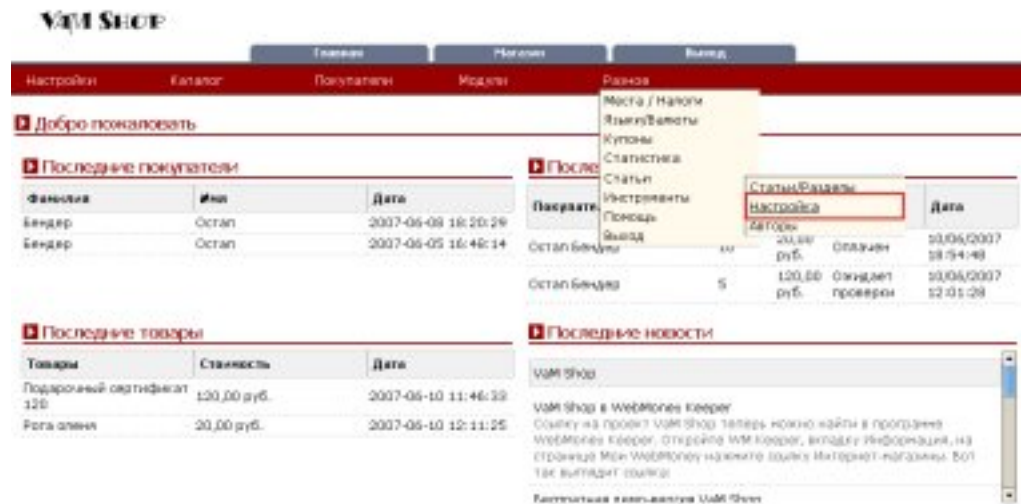 VaM Shop
Главная Магазин Выход
Настройки Каталог Покупатели Модули Разное
Места / Налоги
Языки/Валюты
Купоны
Статистика
Статьи
Инструменты
Помощь
Выход
Статьи/Разделы
Настройка
Авторы
Добро пожаловать
Последние покупатели
Фамилия Имя Дата
Бендер Остап 2007-06-08 18:20:29
Бендер Остап 2007-06-05 16:48:14
После
Покупате
Дата
Остап Бендер 10 20,00 руб. Оплачен 10/06/2007 18:54:48
Остап Бендер 5 120,00 руб. Ожидает проверки 10/06/2007 12:01:28
Последние товары
Товары Стоимость Дата
Подарочный сертификат 120 120,00 руб. 2007-06-10 11:46:33
Рога оленя 20,00 руб. 2007-06-10 12:11:25
Последние новости
VaM Shop
VaM Shop в WebMoney Keeper
Ссылку на проект VaM Shop теперь можно найти в программе
WebMoney Keeper. Откройте WM Keeper, вкладку Информация, на
странице Мои WebMoney нажмите ссылку Интернет-магазины. Вот
так выглядит ссылка:
VaM Shop